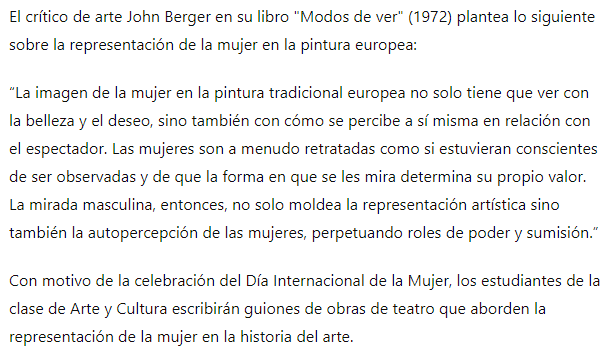 El crítico de arte John Berger en su libro "Modos de ver" (1972) plantea lo siguiente
sobre la representación de la mujer en la pintura europea:
“La imagen de la mujer en la pintura tradicional europea no solo tiene que ver con
la belleza y el deseo, sino también con cómo se percibe a sí misma en relación con
el espectador. Las mujeres son a menudo retratadas como si estuvieran conscientes
de ser observadas y de que la forma en que se les mira determina su propio valor.
La mirada masculina, entonces, no solo moldea la representación artística sino
también la autopercepción de las mujeres, perpetuando roles de poder y sumisión.”
Con motivo de la celebración del Día Internacional de la Mujer, los estudiantes de la
clase de Arte y Cultura escribirán guiones de obras de teatro que aborden la
representación de la mujer en la historia del arte.